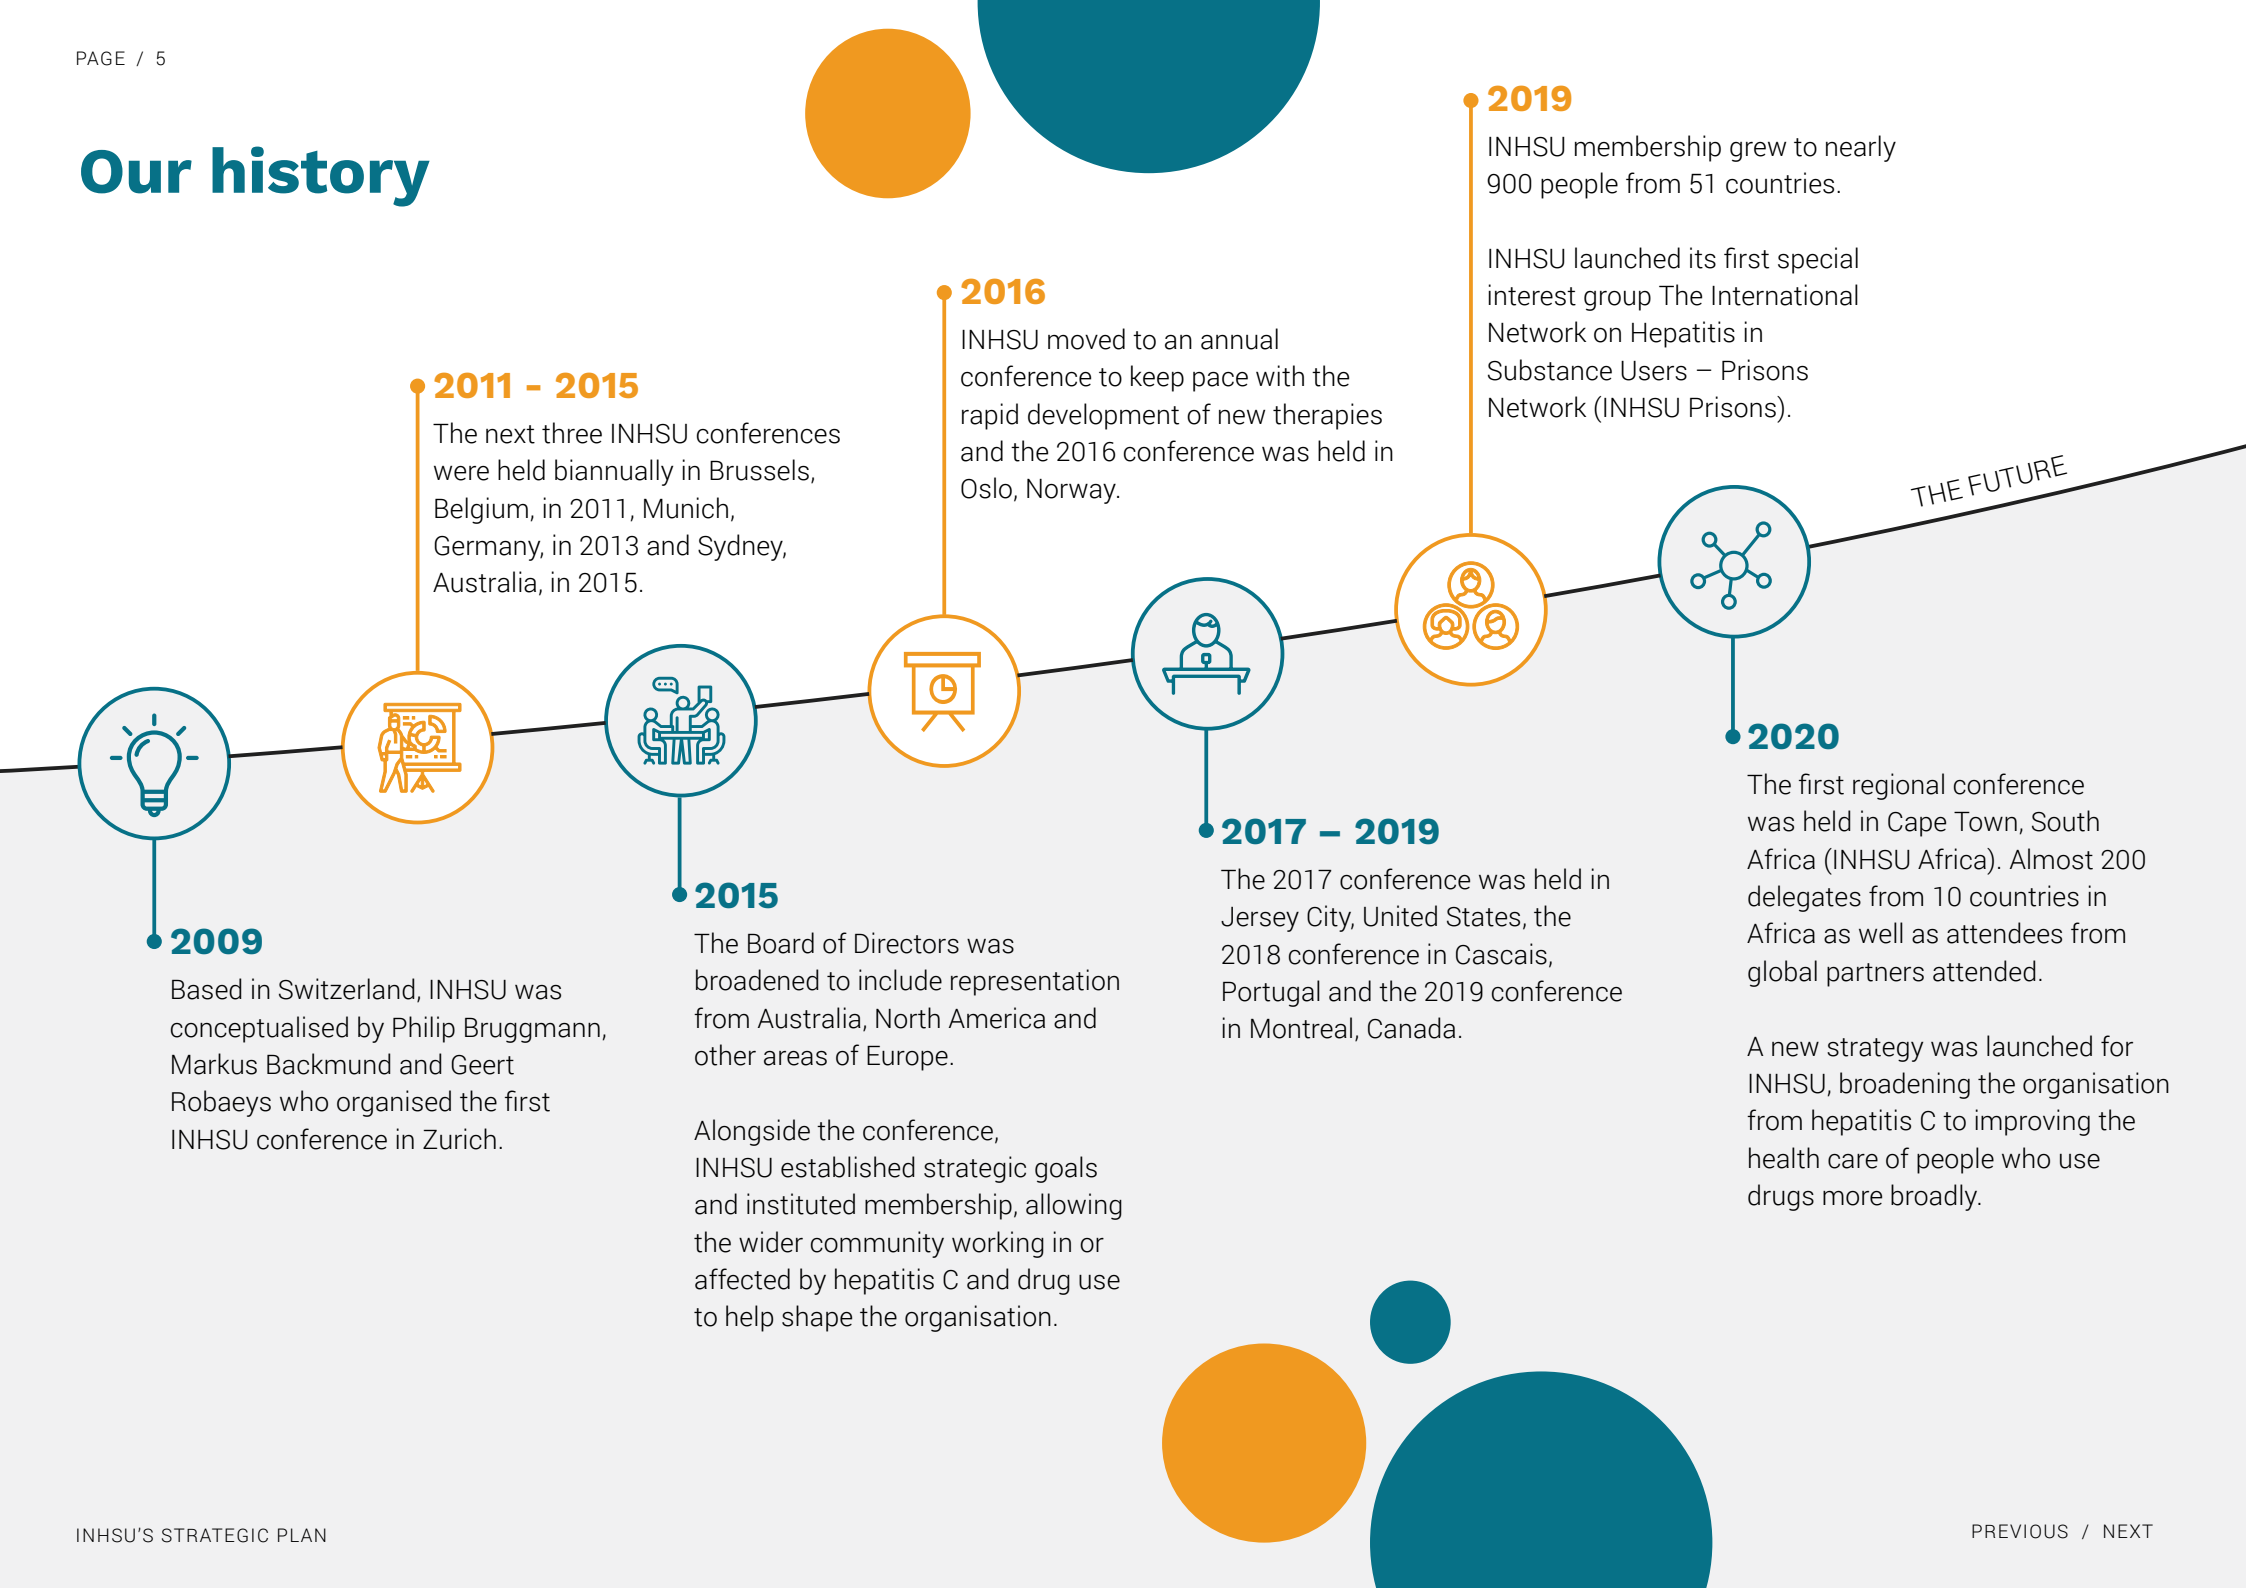 PAGE / 5
Our history
2009
Based in Switzerland, INHSU was
conceptualised by Philip Bruggmann,
Markus Backmund and Geert
Robaeys who organised the first
INHSU conference in Zurich.
2011 - 2015
The next three INHSU conferences
were held biannually in Brussels,
Belgium, in 2011, Munich,
Germany, in 2013 and Sydney,
Australia, in 2015.
2015
The Board of Directors was
broadened to include representation
from Australia, North America and
other areas of Europe.
Alongside the conference,
INHSU established strategic goals
and instituted membership, allowing
the wider community working in or
affected by hepatitis C and drug use
to help shape the organisation.
2016
INHSU moved to an annual
conference to keep pace with the
rapid development of new therapies
and the 2016 conference was held in
Oslo, Norway.
2017 – 2019
The 2017 conference was held in
Jersey City, United States, the
2018 conference in Cascais,
Portugal and the 2019 conference
in Montreal, Canada.
2019
INHSU membership grew to nearly
900 people from 51 countries.
INHSU launched its first special
interest group The International
Network on Hepatitis in
Substance Users – Prisons
Network (INHSU Prisons).
2020
The first regional conference
was held in Cape Town, South
Africa (INHSU Africa). Almost 200
delegates from 10 countries in
Africa as well as attendees from
global partners attended.
A new strategy was launched for
INHSU, broadening the organisation
from hepatitis C to improving the
health care of people who use
drugs more broadly.
THE FUTURE
INHSU'S STRATEGIC PLAN
PREVIOUS / NEXT